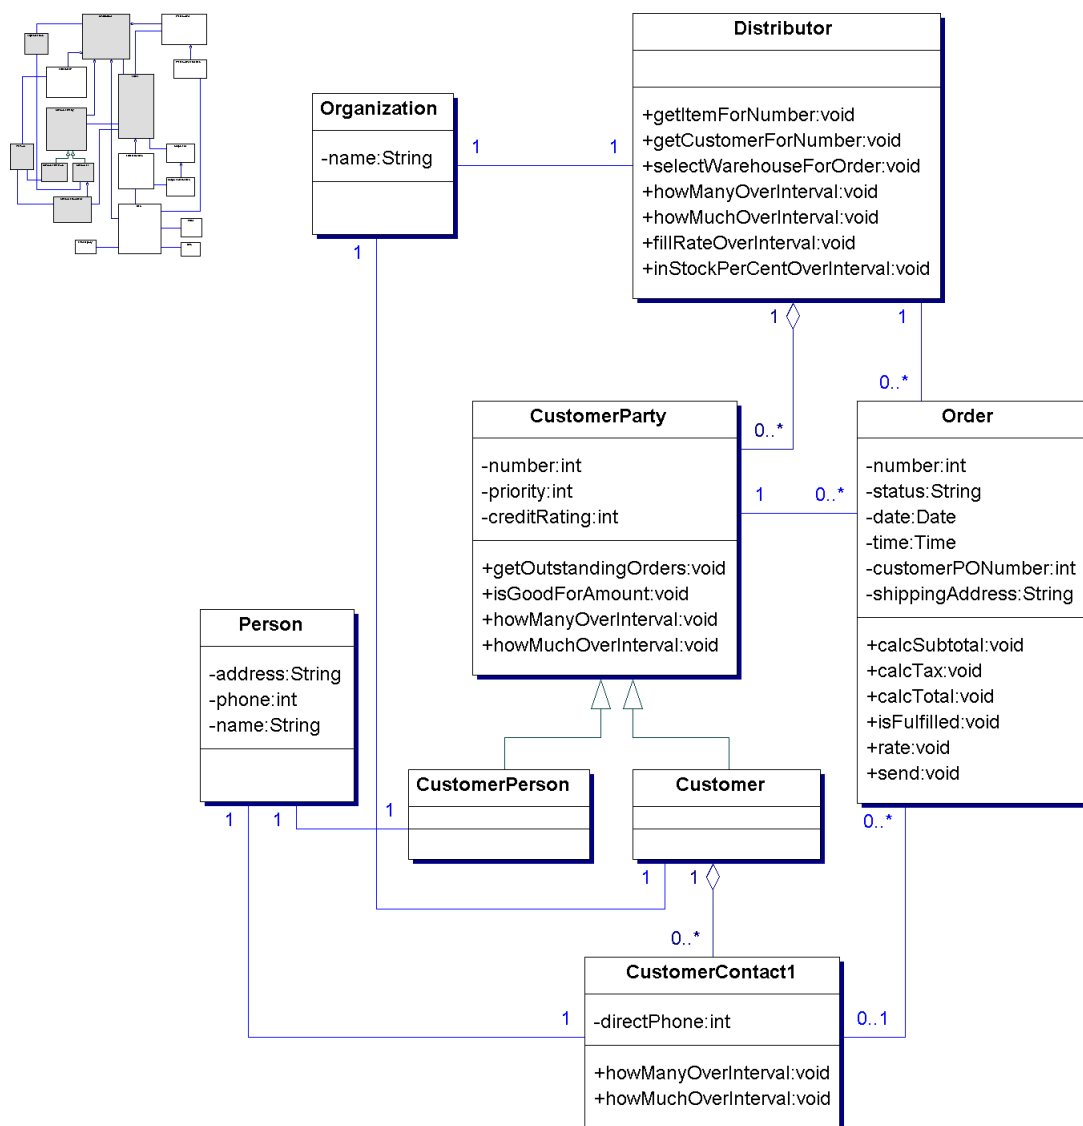 Distributor
+getItemForNumber:void
+getCustomerForNumber:void
+selectWarehouseForOrder:void
+howManyOverInterval:void
+howMuchOverInterval:void
+fillRateOverInterval:void
+inStockPerCentOverInterval:void
Organization
-name:String
1
1
1
1
1
0..*
0..*
CustomerParty
-number:int
-priority:int
-creditRating:int
+getOutstandingOrders:void
+isGoodForAmount:void
+howManyOverInterval:void
+howMuchOverInterval:void
1
0..*
Order
-number:int
-status:String
-date:Date
-time:Time
-customerPONumber:int
-shippingAddress:String
+calcSubtotal:void
+calcTax:void
+calcTotal:void
+isFulfilled:void
+rate:void
+send:void
Person
-address:String
-phone:int
-name:String
CustomerPerson
Customer
1
1
1
0..*
1
1
0..*
CustomerContact1
-directPhone:int
+howManyOverInterval:void
+howMuchOverInterval:void
1
0..1